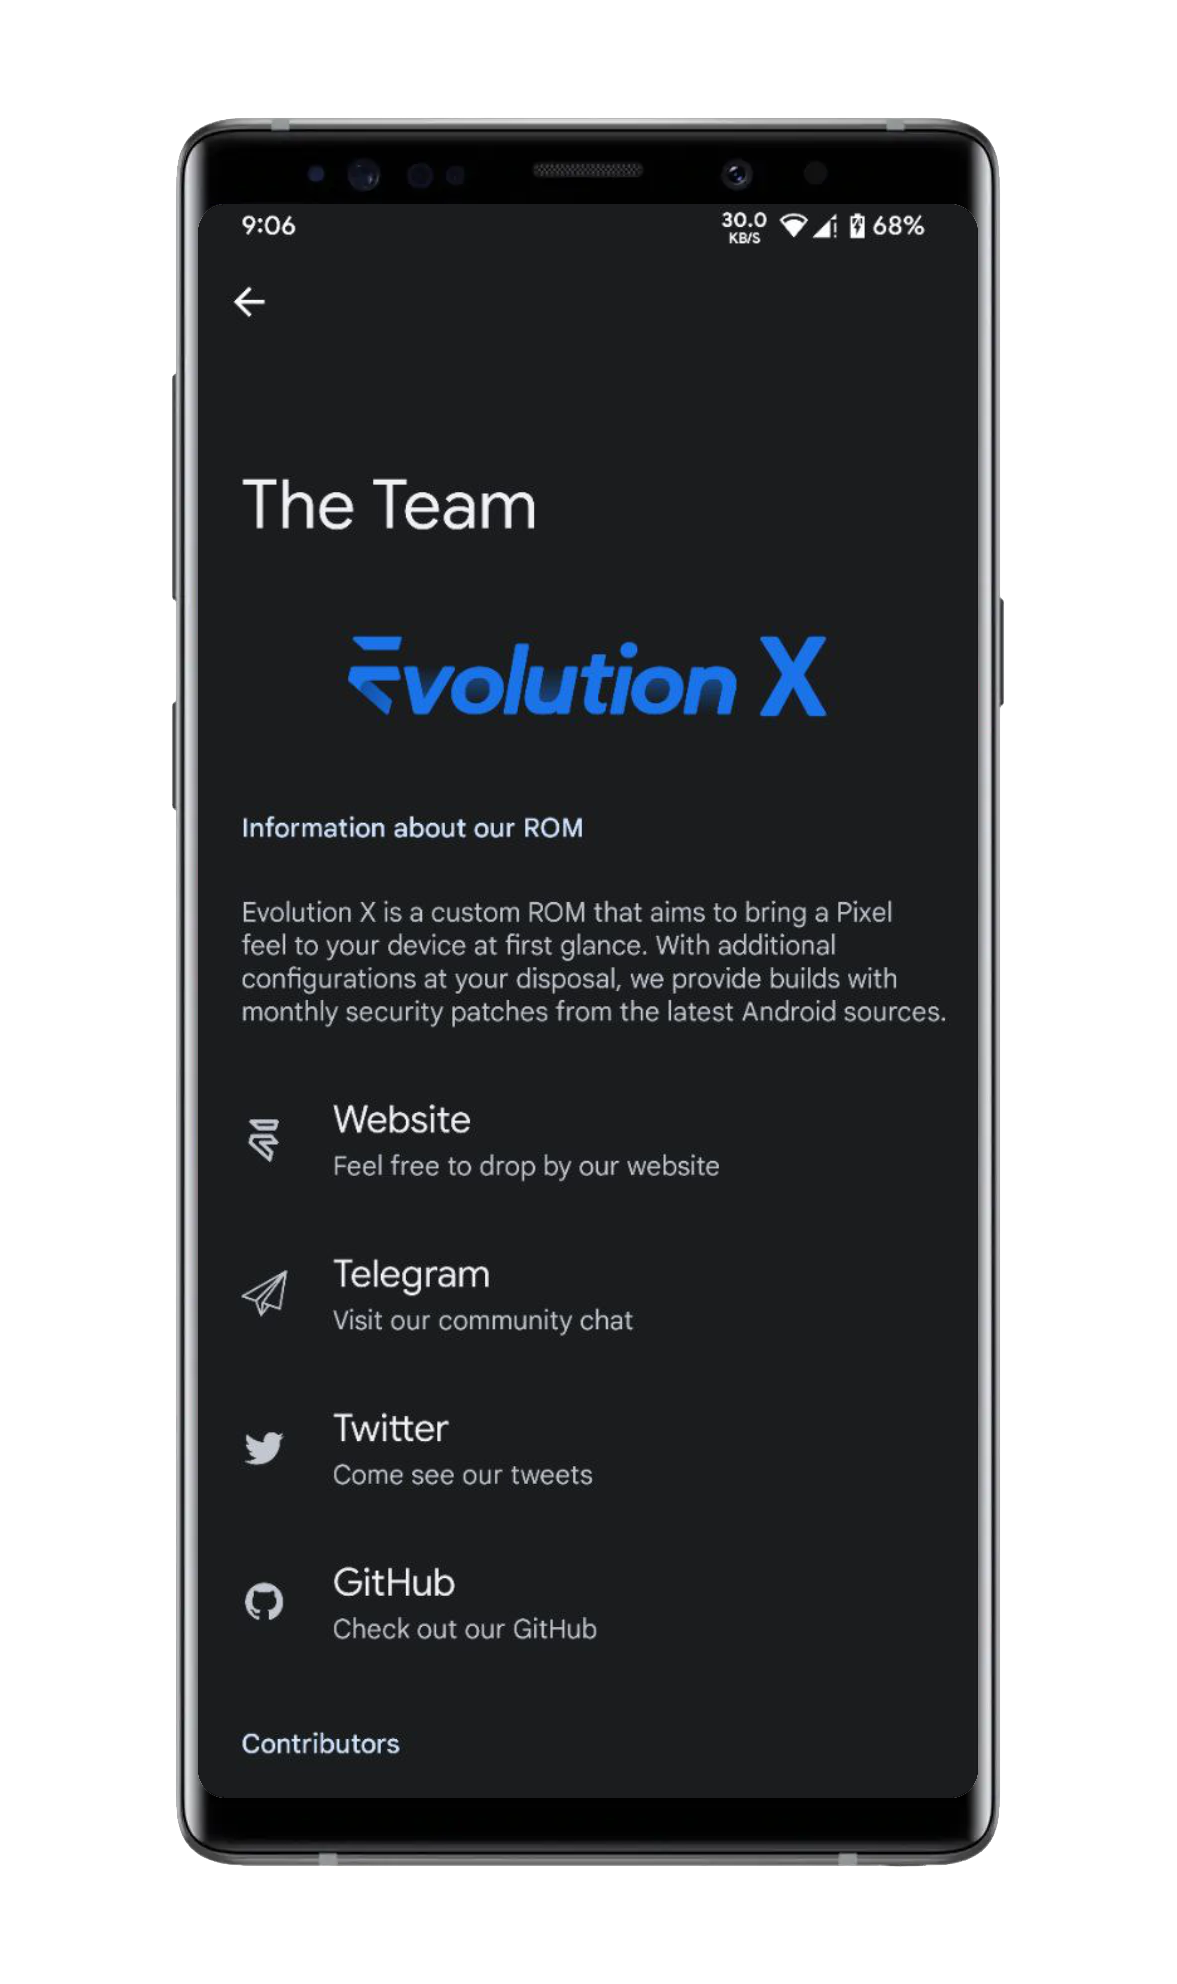 9:06
30.0
KB/S
68%
The Team
Evolution X
Information about our ROM
Evolution X is a custom ROM that aims to bring a Pixel
feel to your device at first glance. With additional
configurations at your disposal, we provide builds with
monthly security patches from the latest Android sources.
Website
Feel free to drop by our website
Telegram
Visit our community chat
Twitter
Come see our tweets
GitHub
Check out our GitHub
Contributors